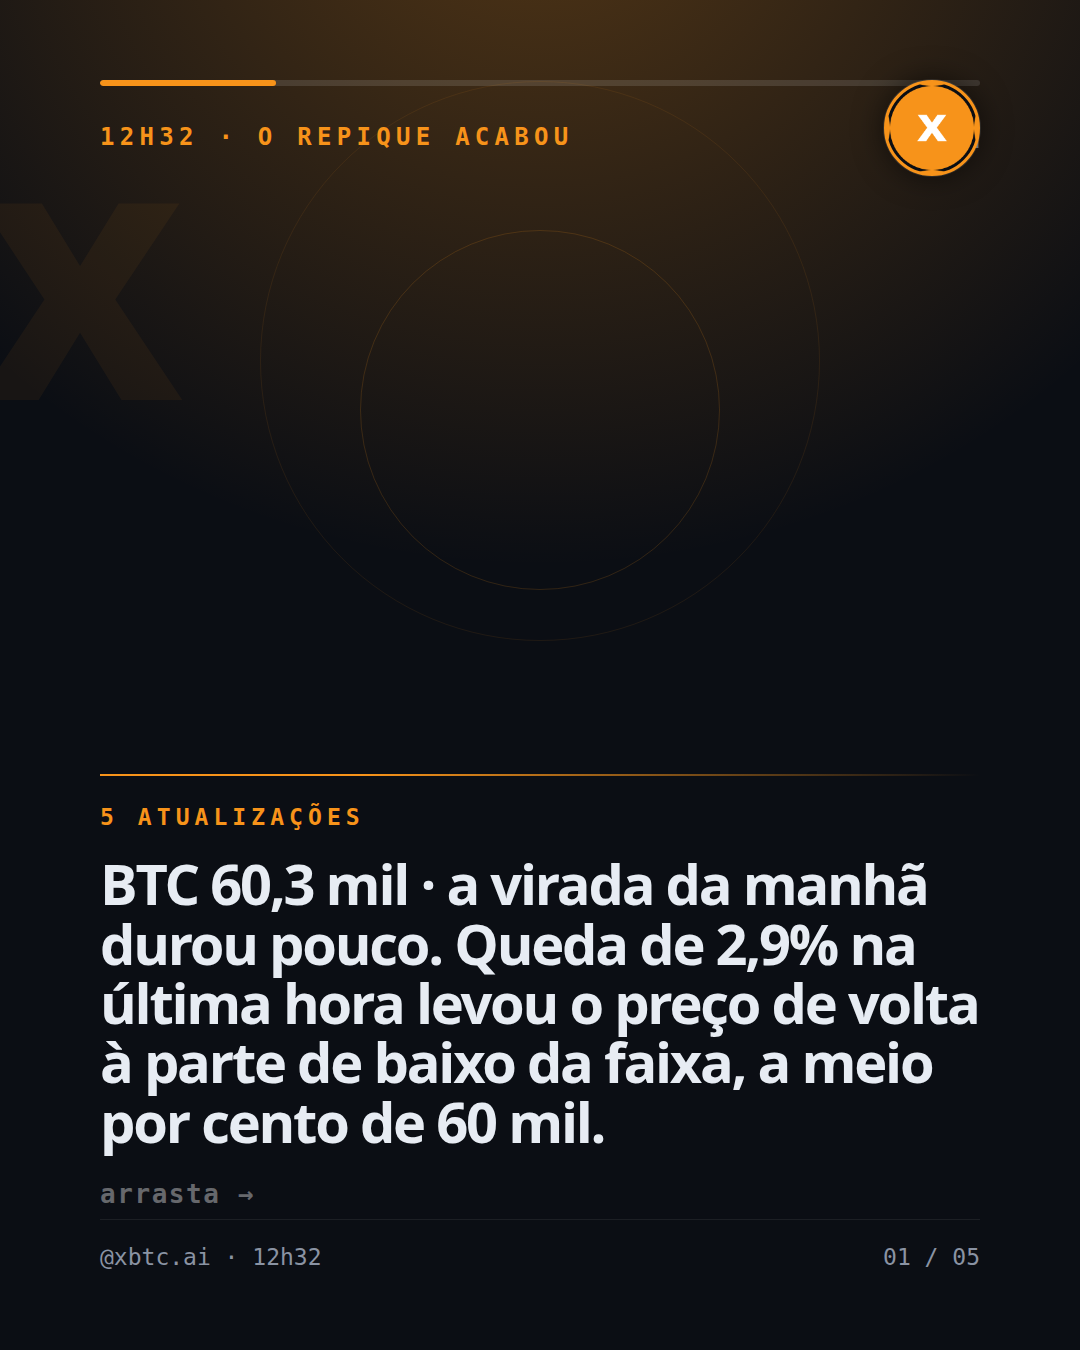 12H32 · O REPIQUE ACABOU
X
X
5 ATUALIZAÇÕES
BTC 60,3 mil · a virada da manhã
durou pouco. Queda de 2,9% na
última hora levou o preço de volta
à parte de baixo da faixa, a meio
por cento de 60 mil.
arrasta →
@xbtc.ai · 12h32
01 / 05